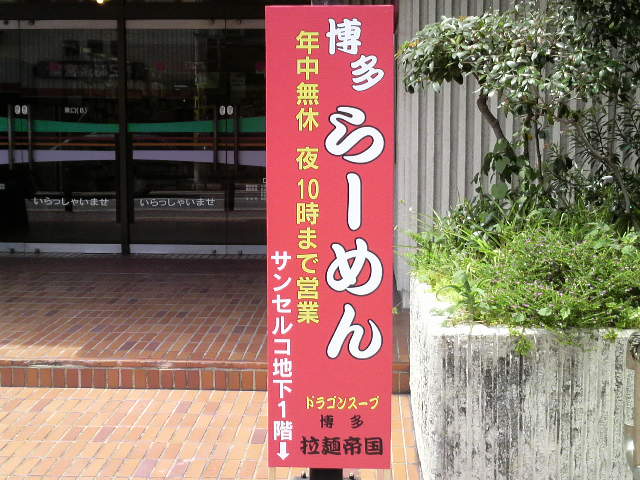 博多
らーめん
年中無休 夜10時まで営業
サンセルコ地下1階↓
ドラゴンスープ
博多
拉麺帝国
いらっしゃいませ
いらっしゃいませ